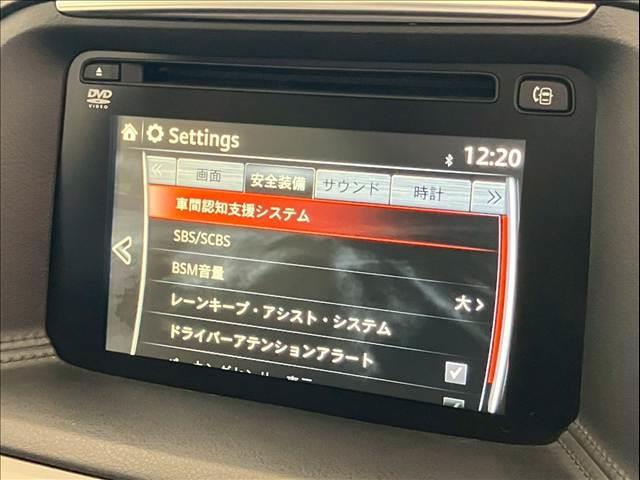 DVD
VIDEO
Settings
12:20
画面
安全装備
サウンド
時計
車間認知支援システム
SBS/SCBS
BSM音量
大
レーンキープ・アシスト・システム
ドライバーアテンションアラート